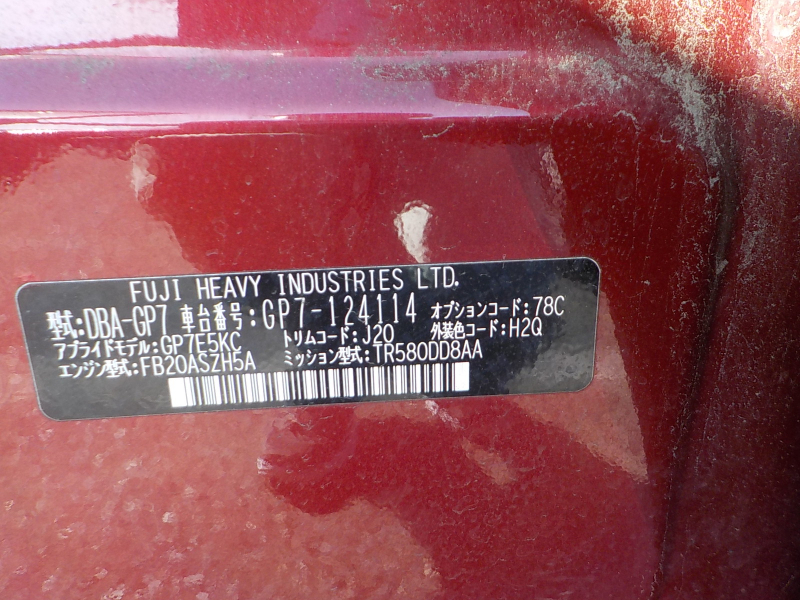 FUJI HEAVY INDUSTRIES LTD.
型式:DBA-GP7 車台番号:GP7-124114 オプションコード:78C
アプライドモデル:GP7E5KC トリムコード:J20 外装色コード:H2Q
エンジン型式:FB20ASZH5A ミッション型式:TR580DD8AA